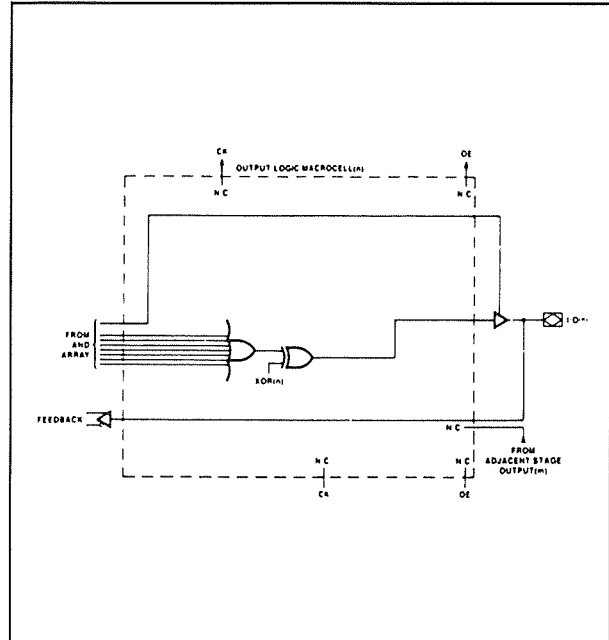 CK
OE
OUTPUT LOGIC MACROCELL(n)
N C
N C
FROM
AND
ARRAY
XOR(n)
FEEDBACK
N C
FROM
ADJACENT STAGE
OUTPUT(m)
N C
N C
CK
OE